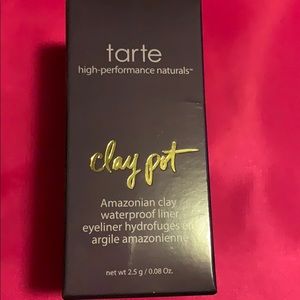 tarte
high-performance naturals™
clay pot
Amazonian clay
waterproof liner
eyeliner hydrofuges en
argile amazonienne
net wt 2.5 g / 0.08 Oz.